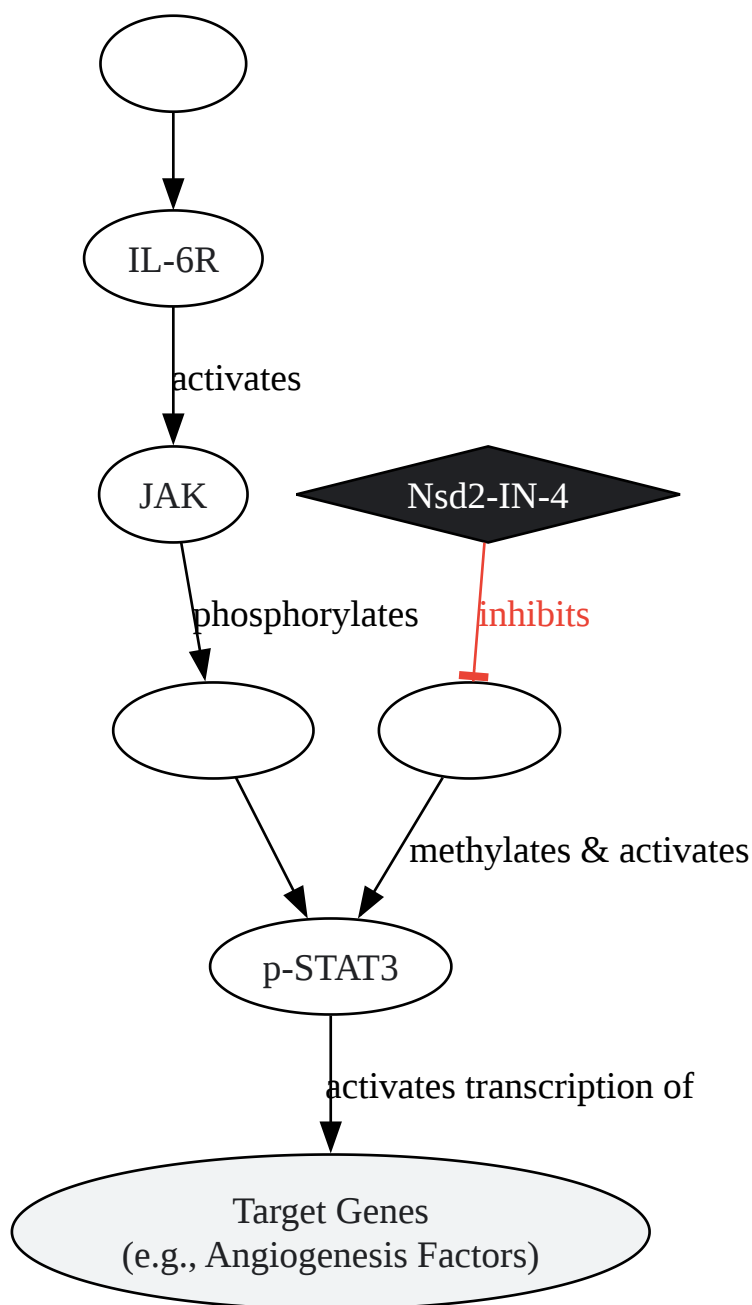 IL-6R
activates
JAK
Nsd2-IN-4
phosphorylates
inhibits
methylates & activates
p-STAT3
activates transcription of
Target Genes
(e.g., Angiogenesis Factors)